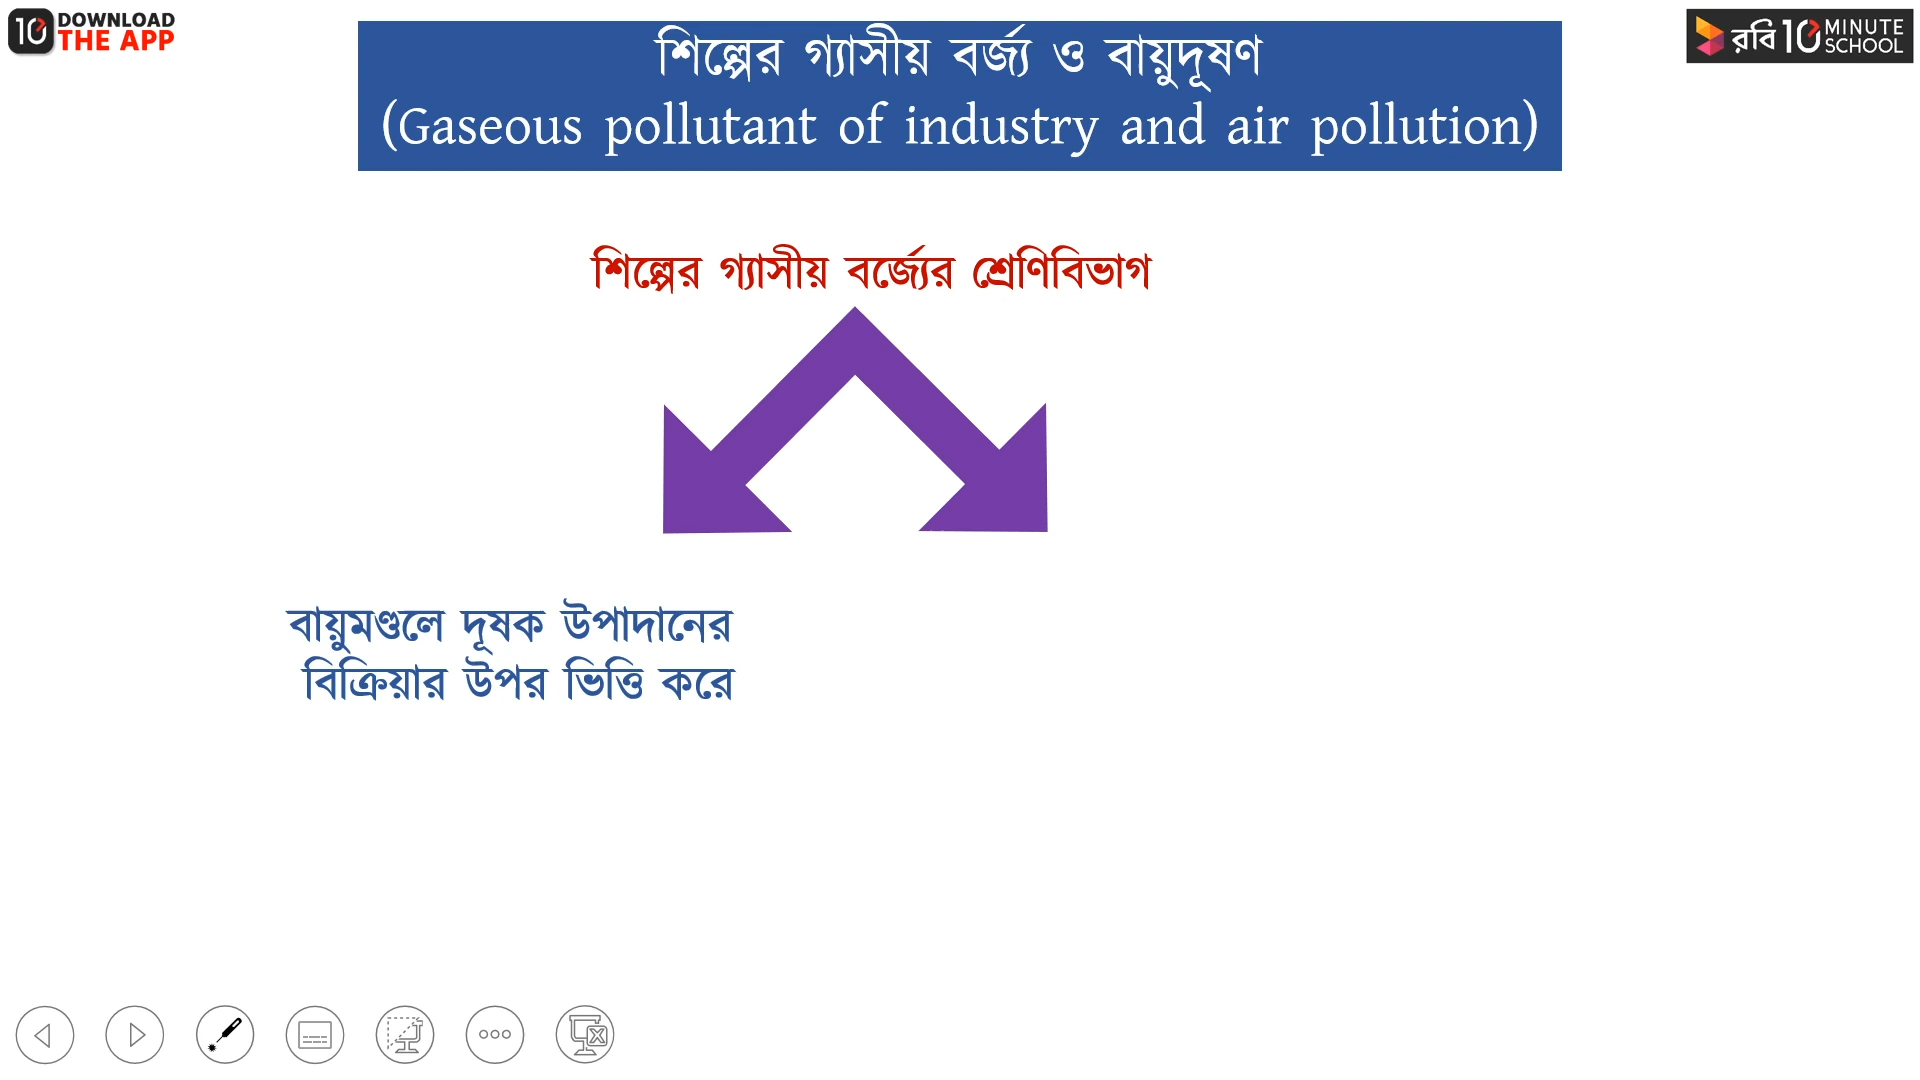 DOWNLOAD
THE APP
শিল্পের গ্যাসীয় বর্জ্য ও বায়ুদূষণ
(Gaseous pollutant of industry and air pollution)
রবি 10 MINUTE SCHOOL
শিল্পের গ্যাসীয় বর্জ্যের শ্রেণিবিভাগ
বায়ুমণ্ডলে দূষক উপাদানের
বিক্রিয়ার উপর ভিত্তি করে